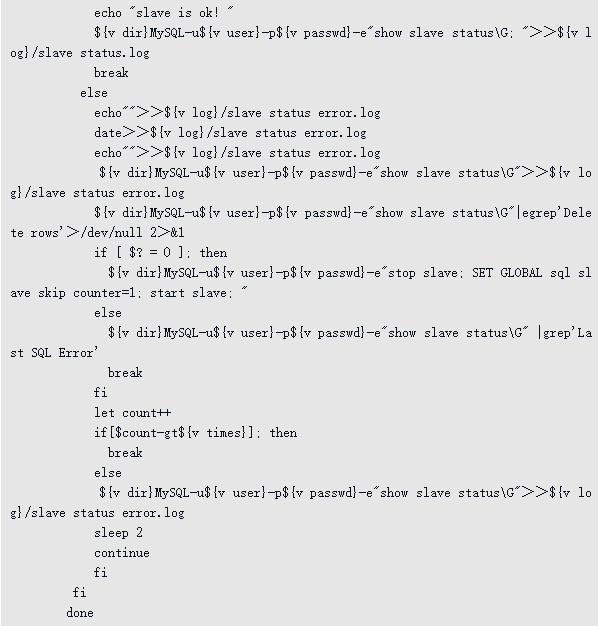 echo "slave is ok! "
${v dir}MySQL-u${v user}-p${v passwd}-e"show slave status\G; ">>${v l
og}/slave status.log
break
else
echo"">>${v log}/slave status error.log
date>>${v log}/slave status error.log
echo"">>${v log}/slave status error.log
${v dir}MySQL-u${v user}-p${v passwd}-e"show slave status\G">>${v lo
g}/slave status error.log
${v dir}MySQL-u${v user}-p${v passwd}-e"show slave status\G"|egrep'Dele
te rows'>/dev/null 2>&1
if [ $? = 0 ]; then
${v dir}MySQL-u${v user}-p${v passwd}-e"stop slave; SET GLOBAL sql sl
ave skip counter=1; start slave; "
else
${v dir}MySQL-u${v user}-p${v passwd}-e"show slave status\G" |grep'La
st SQL Error'
break
fi
let count++
if[$count-gt${v times}]; then
break
else
${v dir}MySQL-u${v user}-p${v passwd}-e"show slave status\G">>${v lo
g}/slave status error.log
sleep 2
continue
fi
fi
done